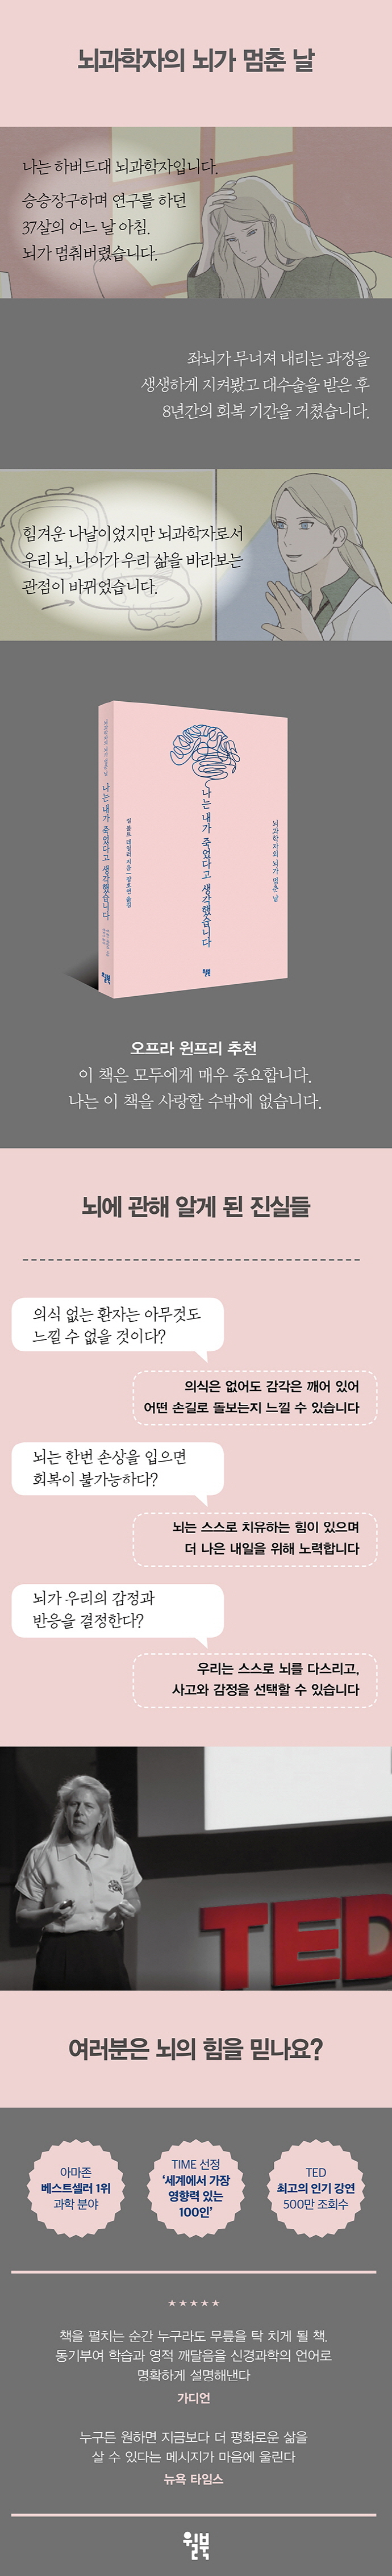 뇌과학자의 뇌가 멈춘 날
나는 하버드대 뇌과학자입니다.
승승장구하며 연구를 하던
37살의 어느 날 아침.
뇌가 멈춰버렸습니다.
좌뇌가 무너져 내리는 과정을
생생하게 지켜봤고 대수술을 받은 후
8년간의 회복 기간을 거쳤습니다.
힘겨운 나날이었지만 뇌과학자로서
우리 뇌, 나아가 우리 삶을 바라보는
관점이 바뀌었습니다.
뇌과학자의 뇌가 멈춘 날
나는 내가 죽었다고 생각했습니다
윌북
질 볼트 테일러 지음 | 장호연 옮김
나는 내가 죽었다고 생각했습니다
뇌과학자의 뇌가 멈춘 날
윌북
오프라 윈프리 추천
이 책은 모두에게 매우 중요합니다.
나는 이 책을 사랑할 수밖에 없습니다.
뇌에 관해 알게 된 진실들
의식 없는 환자는 아무것도
느낄 수 없을 것이다?
의식은 없어도 감각은 깨어 있어
어떤 손길로 돌보는지 느낄 수 있습니다
뇌는 한번 손상을 입으면
회복이 불가능하다?
뇌는 스스로 치유하는 힘이 있으며
더 나은 내일을 위해 노력합니다
뇌가 우리의 감정과
반응을 결정한다?
우리는 스스로 뇌를 다스리고,
사고와 감정을 선택할 수 있습니다
TED
여러분은 뇌의 힘을 믿나요?
아마존
베스트셀러 1위
과학 분야
TIME 선정
‘세계에서 가장
영향력 있는
100인’
TED
최고의 인기 강연
500만 조회수
★★★★★
책을 펼치는 순간 누구라도 무릎을 탁 치게 될 책.
동기부여 학습과 영적 깨달음을 신경과학의 언어로
명확하게 설명해낸다
가디언
누구든 원하면 지금보다 더 평화로운 삶을
살 수 있다는 메시지가 마음에 울린다
뉴욕 타임스
윌북